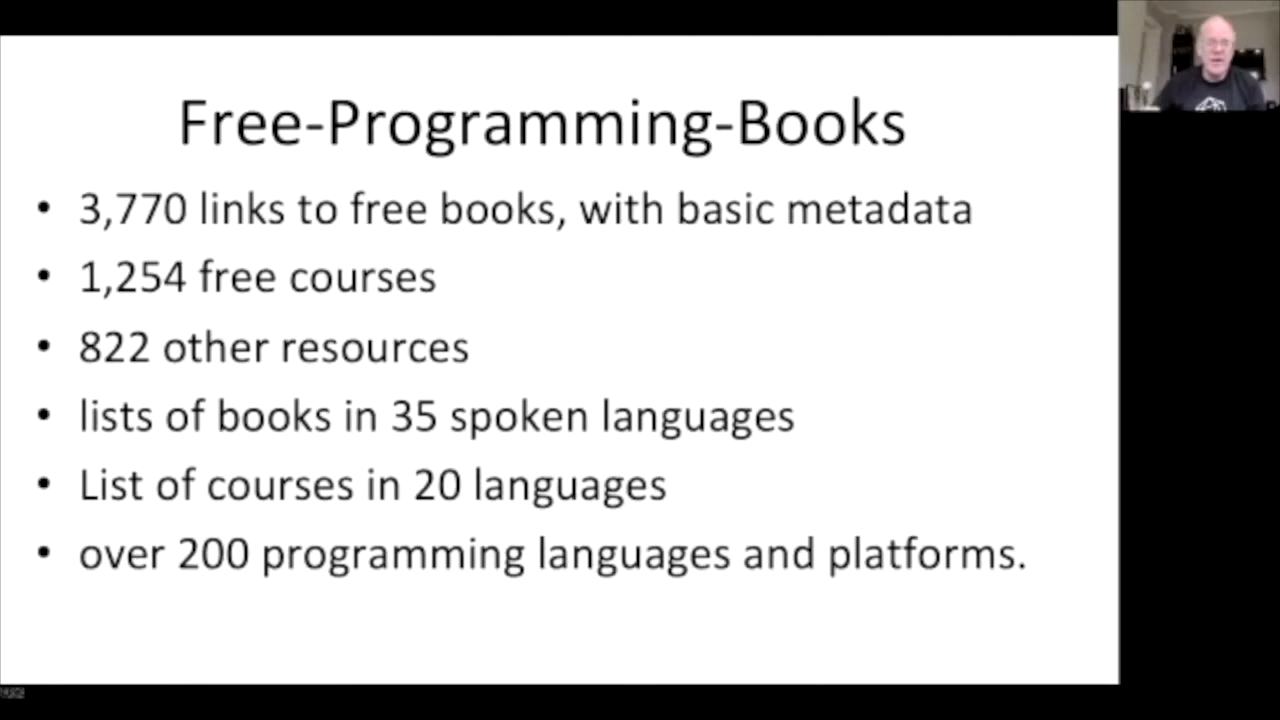 Free-Programming-Books
• 3,770 links to free books, with basic metadata
• 1,254 free courses
• 822 other resources
• lists of books in 35 spoken languages
• List of courses in 20 languages
• over 200 programming languages and platforms.